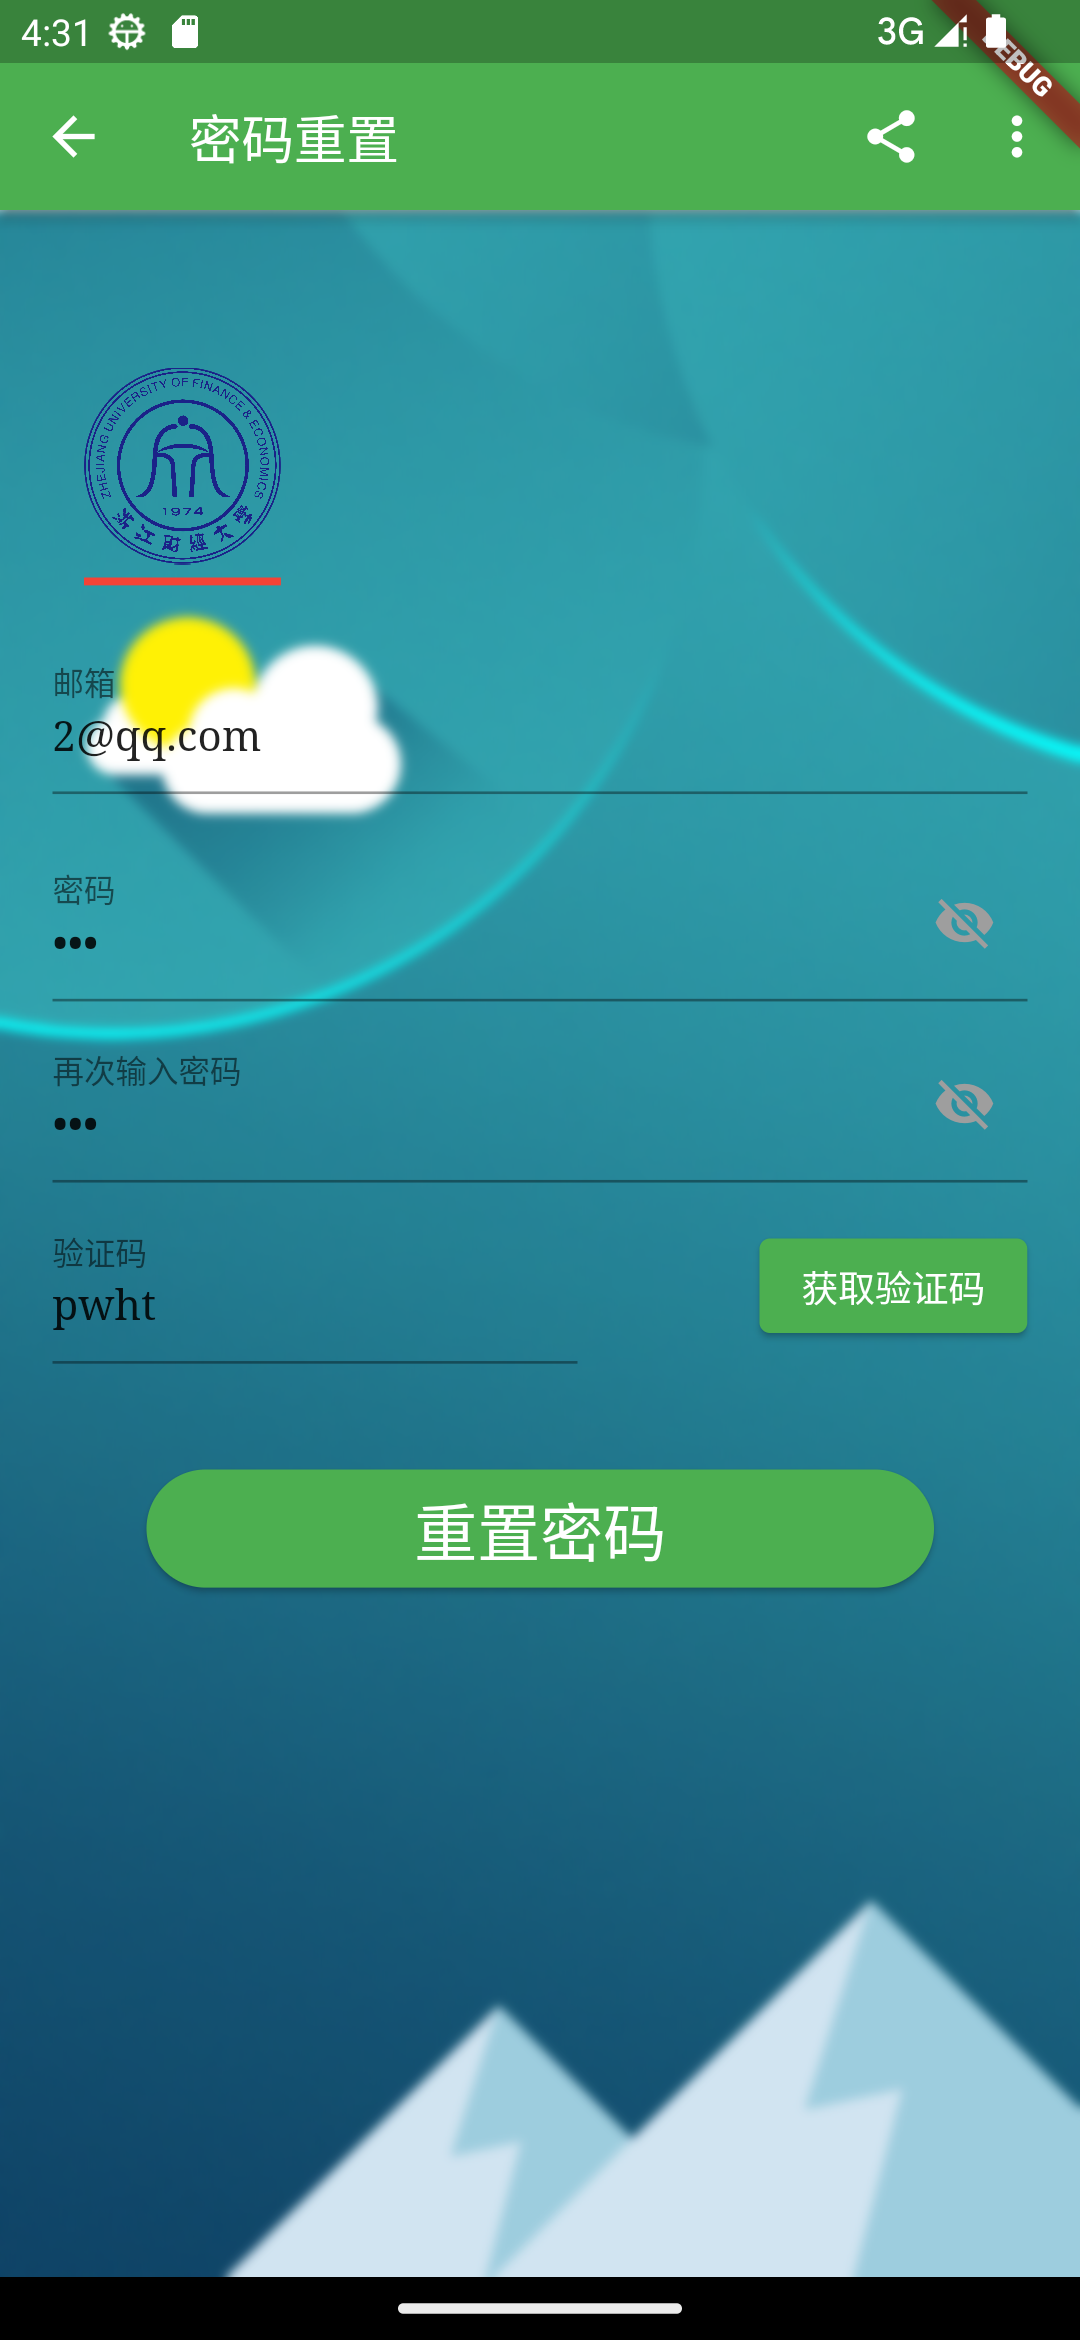 4:31
3G
DEBUG
密码重置
ZHEJIANG UNIVERSITY OF FINANCE & ECONOMICS
1974
浙江财经大学
邮箱
2@qq.com
密码
•••
再次输入密码
•••
验证码
pwht
获取验证码
重置密码